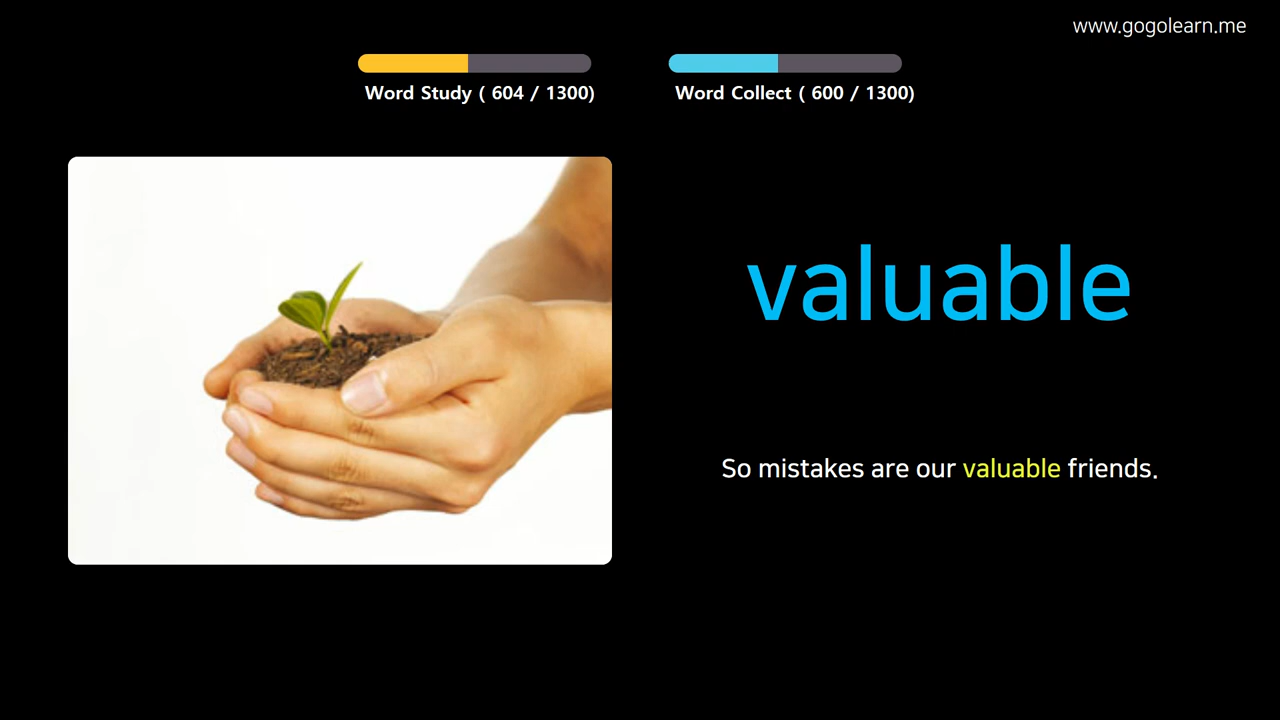 www.gogolearn.me
Word Study ( 604 / 1300)
Word Collect ( 600 / 1300)
valuable
So mistakes are our valuable friends.